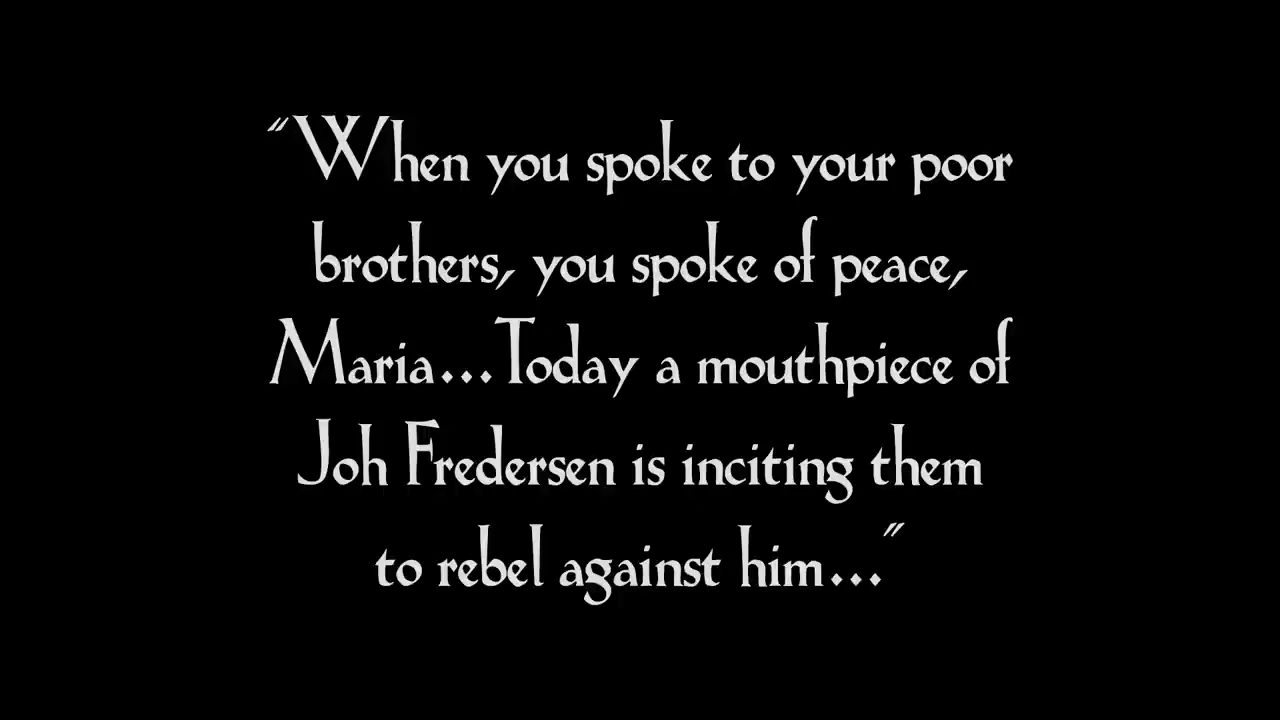 "When you spoke to your poor
brothers, you spoke of peace,
Maria...Today a mouthpiece of
Joh Fredersen is inciting them
to rebel against him..."